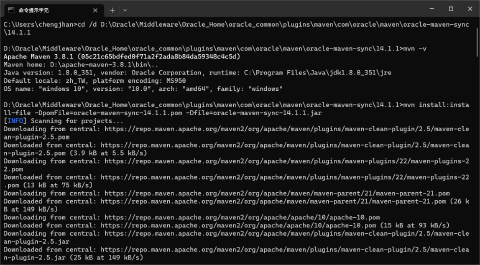 命令提示字元
C:\Users\chengjhan>cd /d D:\Oracle\Middleware\Oracle_Home\oracle_common\plugins\maven\com\oracle\maven\oracle-maven-sync
\14.1.1
D:\Oracle\Middleware\Oracle_Home\oracle_common\plugins\maven\com\oracle\maven\oracle-maven-sync\14.1.1>mvn -v
Apache Maven 3.8.1 (05c21c65bdfed0f71a2f2ada8b84da59348c4c5d)
Maven home: D:\apache-maven-3.8.1\bin\..
Java version: 1.8.0_351, vendor: Oracle Corporation, runtime: C:\Program Files\Java\jdk1.8.0_351\jre
Default locale: zh_TW, platform encoding: MS950
OS name: "windows 10", version: "10.0", arch: "amd64", family: "windows"
D:\Oracle\Middleware\Oracle_Home\oracle_common\plugins\maven\com\oracle\maven\oracle-maven-sync\14.1.1>mvn install:insta
ll-file -DpomFile=oracle-maven-sync-14.1.1.pom -Dfile=oracle-maven-sync-14.1.1.jar
[INFO] Scanning for projects...
Downloading from central: https://repo.maven.apache.org/maven2/org/apache/maven/plugins/maven-clean-plugin/2.5/maven-cle
an-plugin-2.5.pom
Downloaded from central: https://repo.maven.apache.org/maven2/org/apache/maven/plugins/maven-clean-plugin/2.5/maven-clea
n-plugin-2.5.pom (3.9 kB at 5.5 kB/s)
Downloading from central: https://repo.maven.apache.org/maven2/org/apache/maven/plugins/maven-plugins/22/maven-plugins-2
2.pom
Downloaded from central: https://repo.maven.apache.org/maven2/org/apache/maven/plugins/maven-plugins/22/maven-plugins-22
.pom (13 kB at 75 kB/s)
Downloading from central: https://repo.maven.apache.org/maven2/org/apache/maven/maven-parent/21/maven-parent-21.pom
Downloaded from central: https://repo.maven.apache.org/maven2/org/apache/maven/maven-parent/21/maven-parent-21.pom (26 k
B at 149 kB/s)
Downloading from central: https://repo.maven.apache.org/maven2/org/apache/apache/10/apache-10.pom
Downloaded from central: https://repo.maven.apache.org/maven2/org/apache/apache/10/apache-10.pom (15 kB at 93 kB/s)
Downloading from central: https://repo.maven.apache.org/maven2/org/apache/maven/plugins/maven-clean-plugin/2.5/maven-cle
an-plugin-2.5.jar
Downloaded from central: https://repo.maven.apache.org/maven2/org/apache/maven/plugins/maven-clean-plugin/2.5/maven-clea
n-plugin-2.5.jar (25 kB at 149 kB/s)